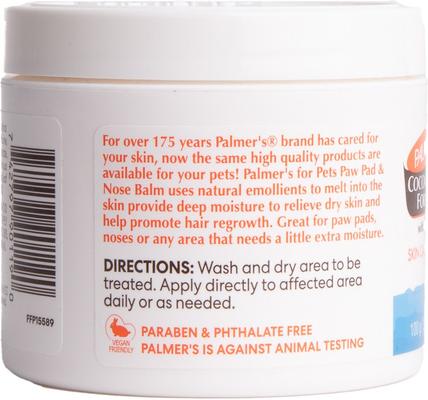 For over 175 years Palmer's® brand has cared for
your skin, now the same high quality products are
available for your pets! Palmer's for Pets Paw Pad &
Nose Balm uses natural emollients to melt into the
skin provide deep moisture to relieve dry skin and
help promote hair regrowth. Great for paw pads,
noses or any area that needs a little extra moisture.
DIRECTIONS: Wash and dry area to be
treated. Apply directly to affected area
daily or as needed.
VEGAN
FRIENDLY
PARABEN & PHTHALATE FREE
PALMER'S IS AGAINST ANIMAL TESTING
FFP15589